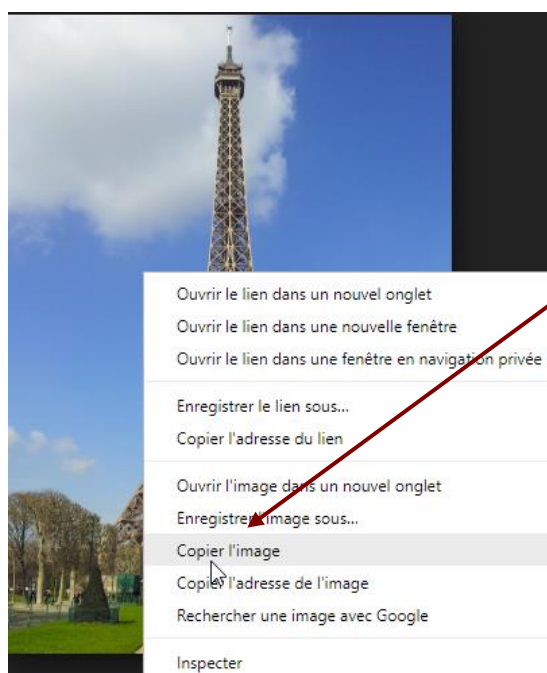 Ouvrir le lien dans un nouvel onglet
Ouvrir le lien dans une nouvelle fenêtre
Ouvrir le lien dans une fenêtre en navigation privée
Enregistrer le lien sous...
Copier l'adresse du lien
Ouvrir l'image dans un nouvel onglet
Enregistrer l'image sous...
Copier l'image
Copier l'adresse de l'image
Rechercher une image avec Google
Inspecter